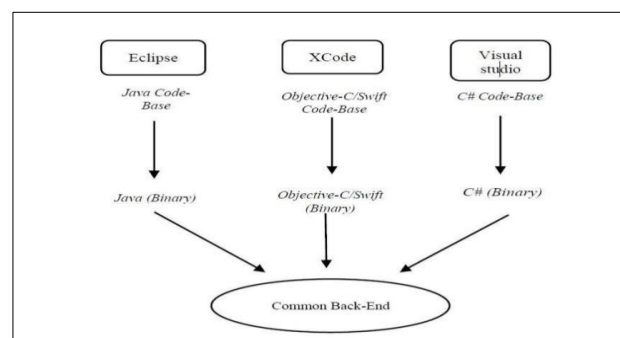 Eclipse
XCode
Visual
studio
Java Code-
Base
Objective-C/Swift
Code-Base
C# Code-Base
Java (Binary)
Objective-C/Swift
(Binary)
C# (Binary)
Common Back-End